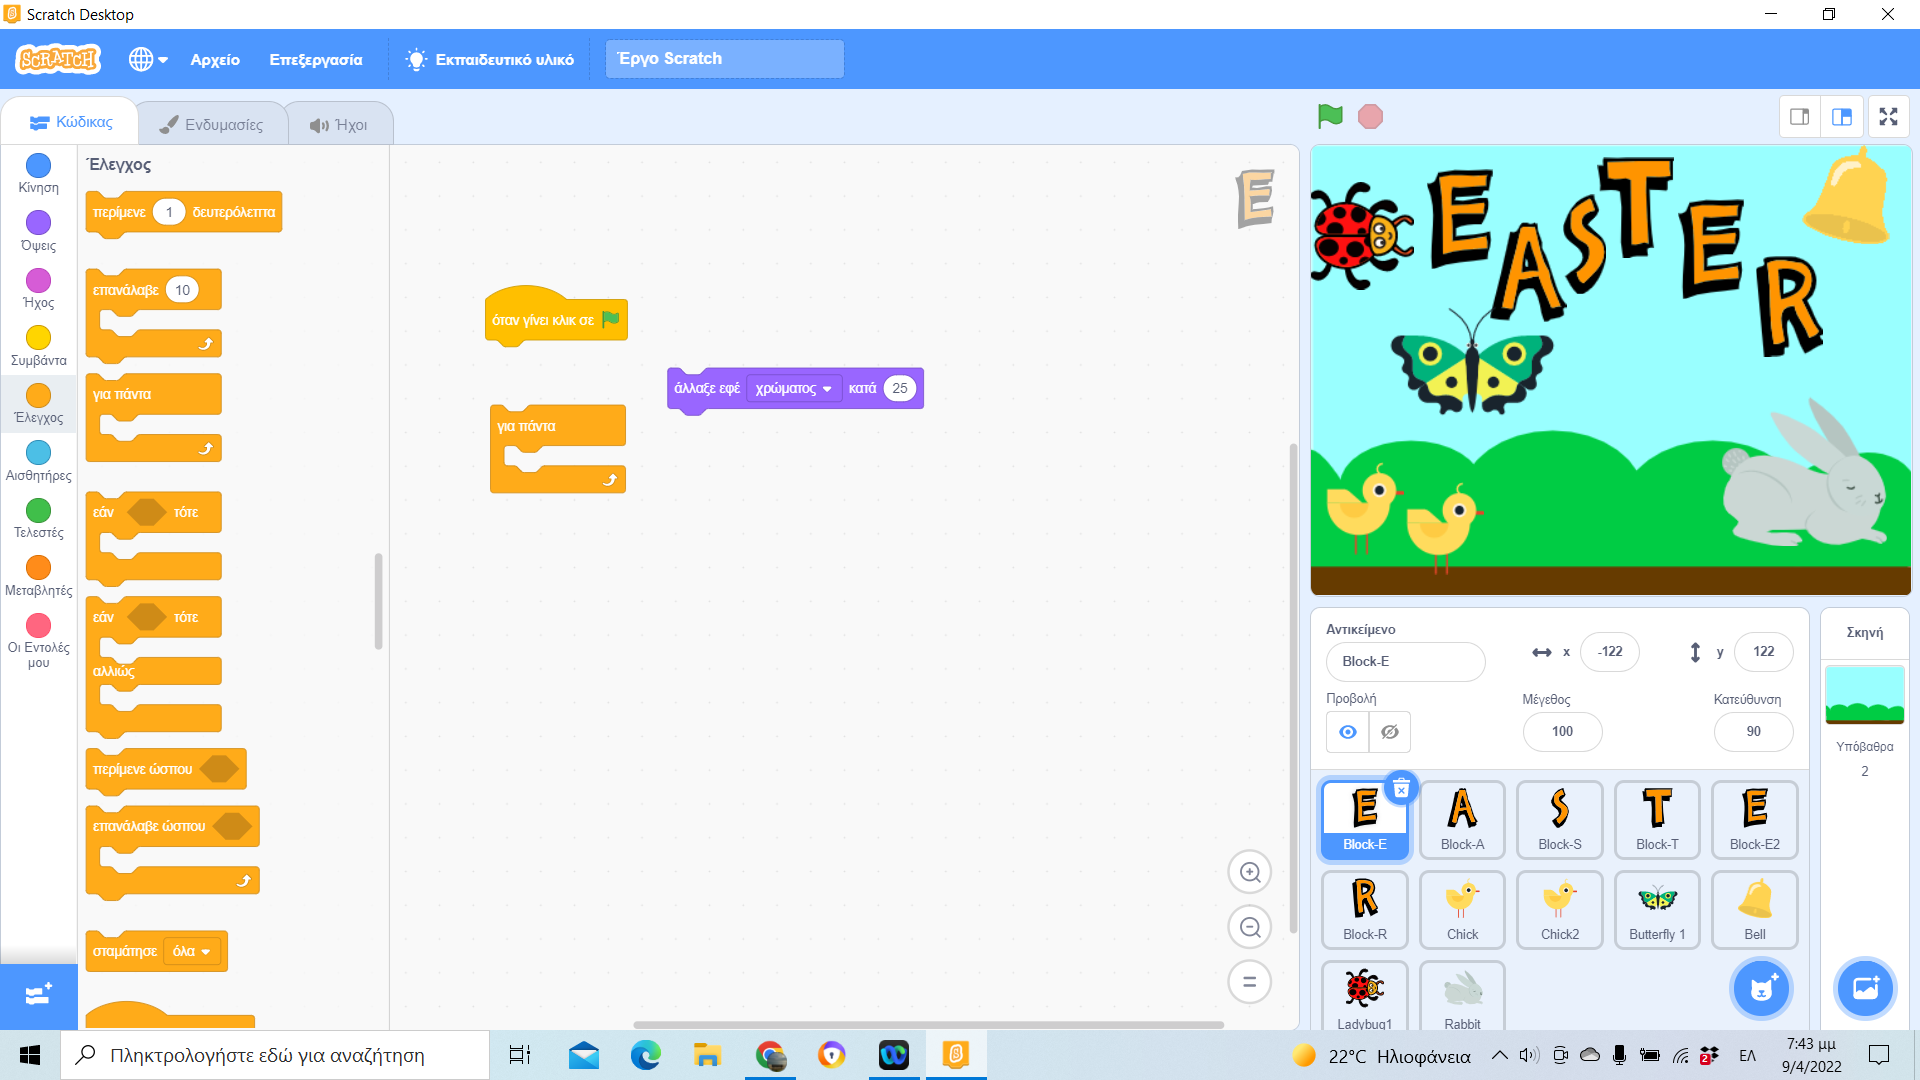 Scratch Desktop
SCRATCH
Αρχείο
Επεξεργασία
Εκπαιδευτικό υλικό
Έργο Scratch
Κώδικας
Ενδυμασίες
Ήχοι
Κίνηση
Όψεις
Ήχος
Συμβάντα
Έλεγχος
Αισθητήρες
Τελεστές
Μεταβλητές
Οι Εντολές
μου
Έλεγχος
περίμενε 1 δευτερόλεπτα
επανάλαβε 10
για πάντα
εάν τότε
εάν τότε
αλλιώς
περίμενε ώσπου
επανάλαβε ώσπου
σταμάτησε όλα
όταν γίνει κλικ σε
άλλαξε εφέ χρώματος κατά 25
για πάντα
E
EASTER
Αντικείμενο
Block-E
x -122
y 122
Προβολή
Μέγεθος
100
Κατεύθυνση
90
Σκηνή
Υπόβαθρα
2
E A S T E
Block-E
Block-A
Block-S
Block-T
Block-E2
R
Block-R
Chick
Chick2
Butterfly 1
Bell
Ladybug1
Rabbit
Πληκτρολογήστε εδώ για αναζήτηση
22°C Ηλιοφάνεια
2
ΕΛ
7:43 μμ
9/4/2022